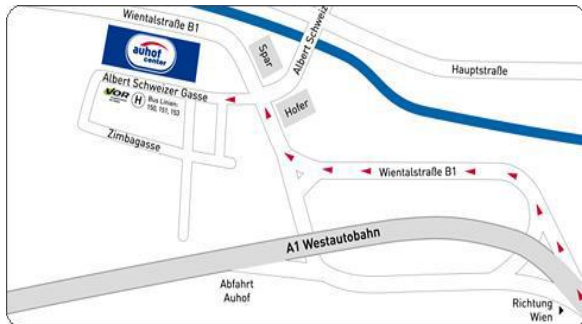 Wientalstraße B1
auhof
center
Spar
Albert Schweiz
Hauptstraße
Albert Schweizer Gasse
VOR
H
Bus Linien:
150, 151, 153
Hofer
Zimbagasse
Wientalstraße B1
A1 Westautobahn
Abfahrt
Auhof
Richtung
Wien